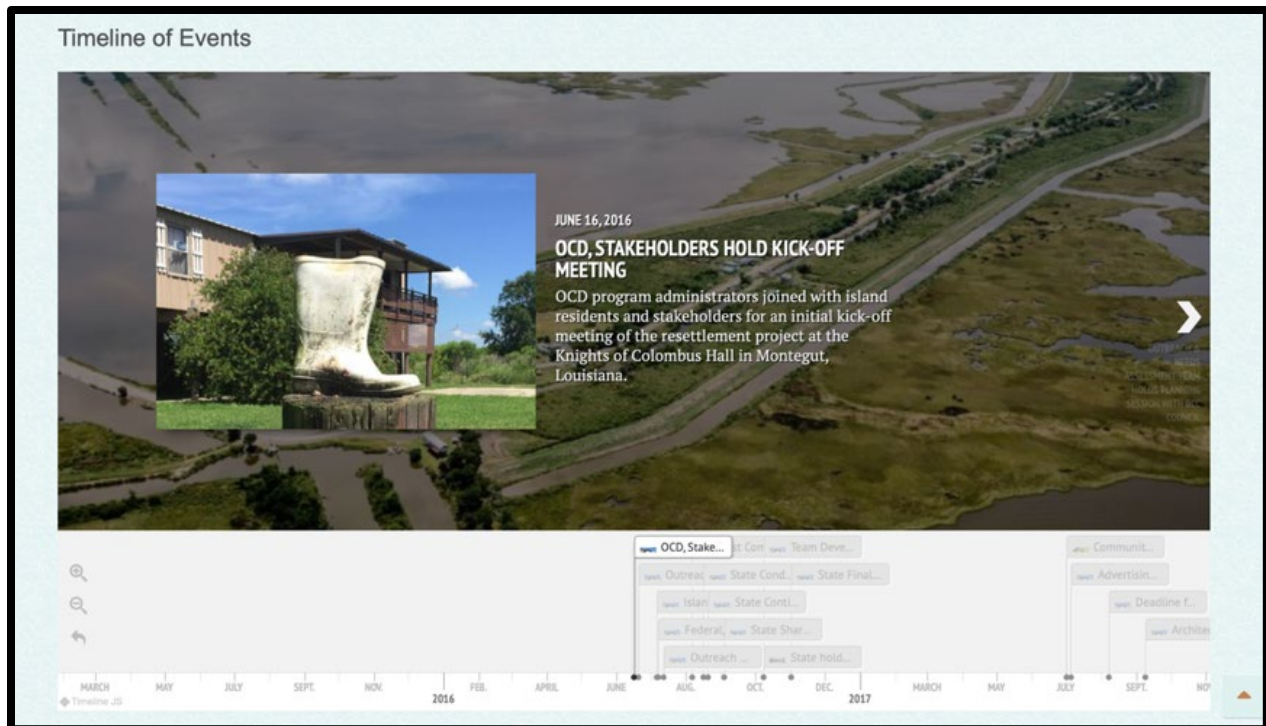 Timeline of Events
JUNE 16, 2016
OCD, STAKEHOLDERS HOLD KICK-OFF
MEETING
OCD program administrators joined with island
residents and stakeholders for an initial kick-off
meeting of the resettlement project at the
Knights of Colombus Hall in Montegut,
Louisiana.
SESSION WITH
OCD, Stake... Team Deve... Communit...
Outreac State Cond... State Final... Advertisin...
Islan State Conti... Deadline f...
Federal, State Shar... Architec
Outreach ... State hold...
MARCH MAY JULY SEPT. NOV. 2016 FEB. APRIL JUNE AUG. OCT. DEC. 2017 MARCH MAY JULY SEPT. NO
Timeline JS